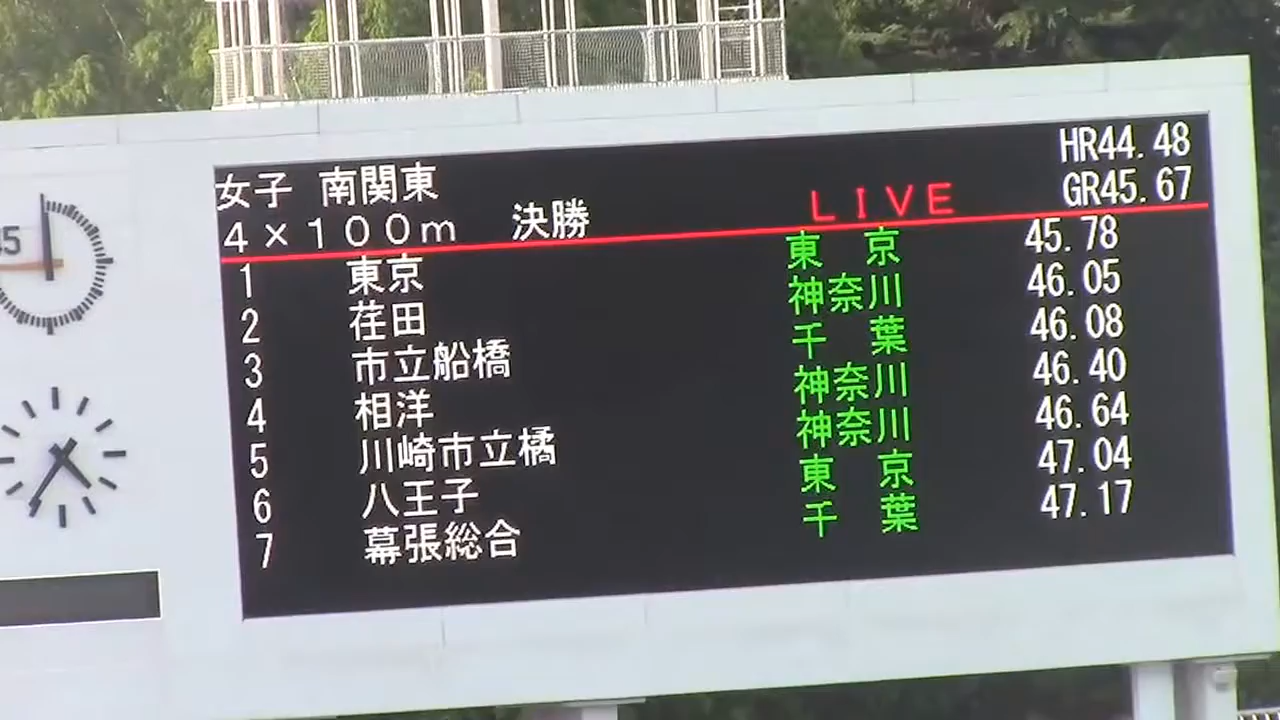 女子 南関東 HR44.48
4×100m 決勝 LIVE GR45.67
1 東京 東京 45.78
2 荏田 神奈川 46.05
3 市立船橋 千葉 46.08
4 相洋 神奈川 46.40
5 川崎市立橘 神奈川 46.64
6 八王子 東京 47.04
7 幕張総合 千葉 47.17